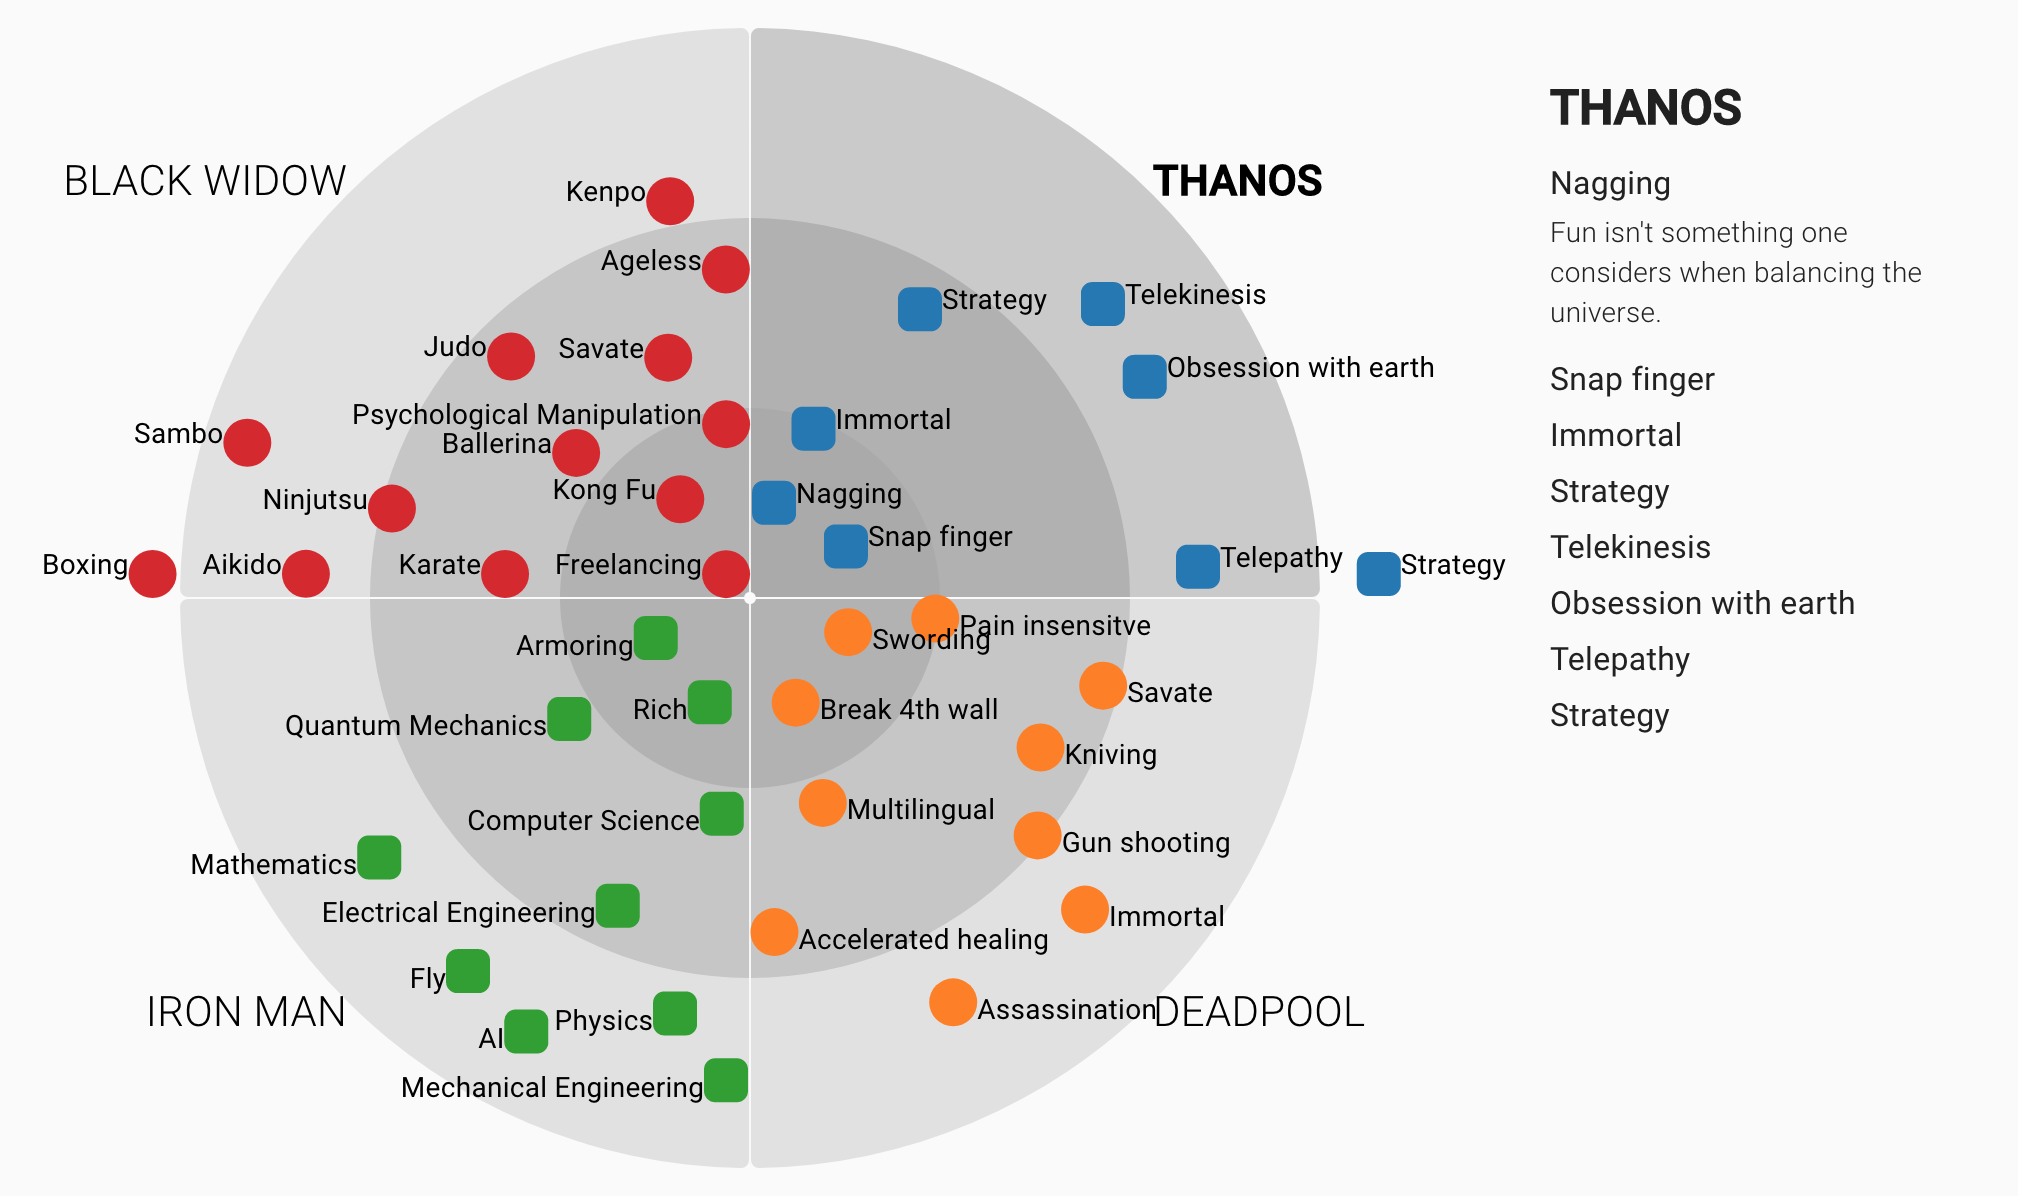 BLACK WIDOW
Kenpo
Ageless
Judo
Savate
Psychological Manipulation
Ballerina
Sambo
Kong Fu
Ninjutsu
Boxing
Aikido
Karate
Freelancing
THANOS
Strategy
Telekinesis
Obsession with earth
Immortal
Nagging
Snap finger
Telepathy
Strategy
Armoring
Rich
Quantum Mechanics
Computer Science
Mathematics
Electrical Engineering
Fly
IRON MAN
AI
Physics
Mechanical Engineering
Pain insensitve
Swording
Savate
Break 4th wall
Kniving
Multilingual
Gun shooting
Immortal
Accelerated healing
Assassination
DEADPOOL
THANOS
Nagging
Fun isn't something one
considers when balancing the
universe.
Snap finger
Immortal
Strategy
Telekinesis
Obsession with earth
Telepathy
Strategy